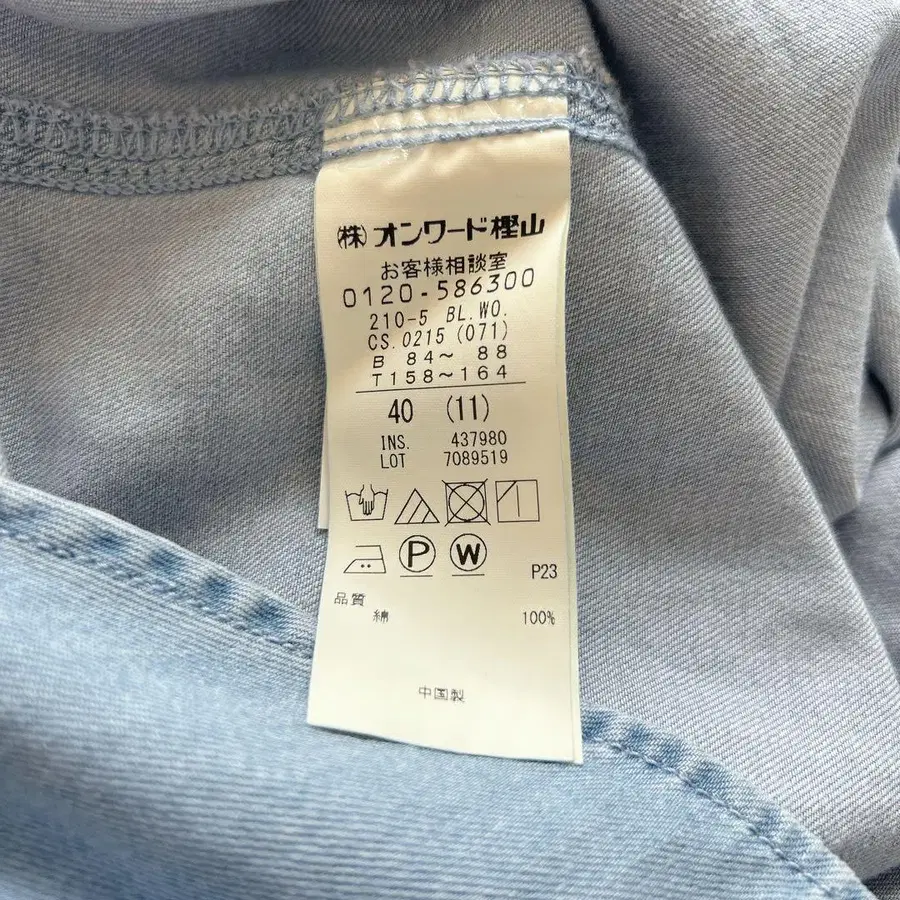 ㈱オンワード樫山
お客様相談室
0120-586300
210-5 BL.WO.
CS.0215 (071)
B 84～ 88
T158～164
40 (11)
INS. 437980
LOT 7089519
P W
P23
品質
綿 100%
中国製